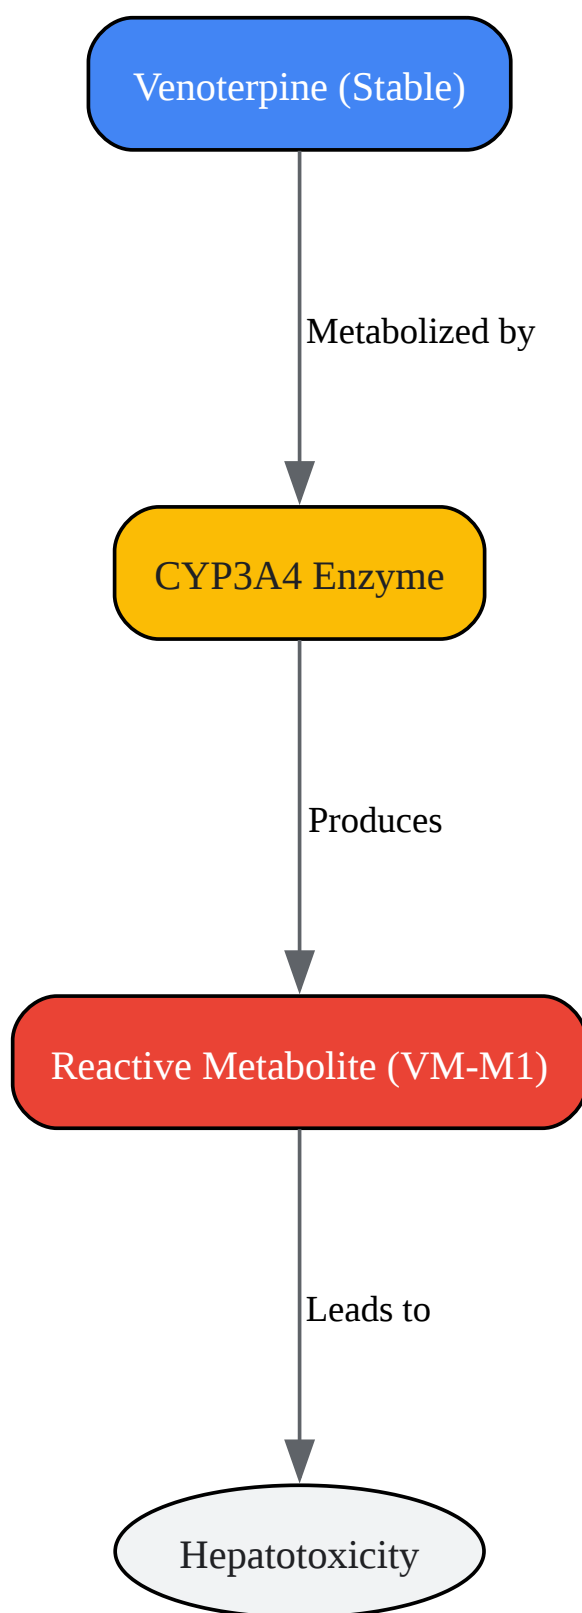 Venoterpine (Stable)
Metabolized by
CYP3A4 Enzyme
Produces
Reactive Metabolite (VM-M1)
Leads to
Hepatotoxicity